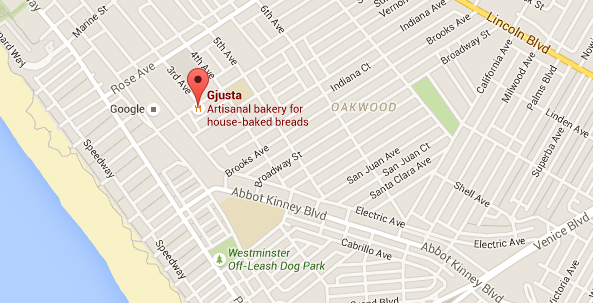 Marine St
Indiana Ave
Lincoln Blvd
5th Ave
Brooks Ave
4th Ave
Broadway St
3rd Ave
Rose Ave
Indiana Ct
California Ave
Milwood Ave
Palms Blvd
Gjusta
Artisanal bakery for
house-baked breads
Google
OAKWOOD
Linden Ave
Superba Ave
Speedway
Brooks Ave
Broadway St
San Juan Ave
San Juan Ct
Santa Clara Ave
Shell Ave
Abbot Kinney Blvd
Electric Ave
Electric Ave
Venice Blvd
Cabrillo Ave
Abbot Kinney Blvd
Speedway
Westminster
Off-Leash Dog Park
Victoria Ave